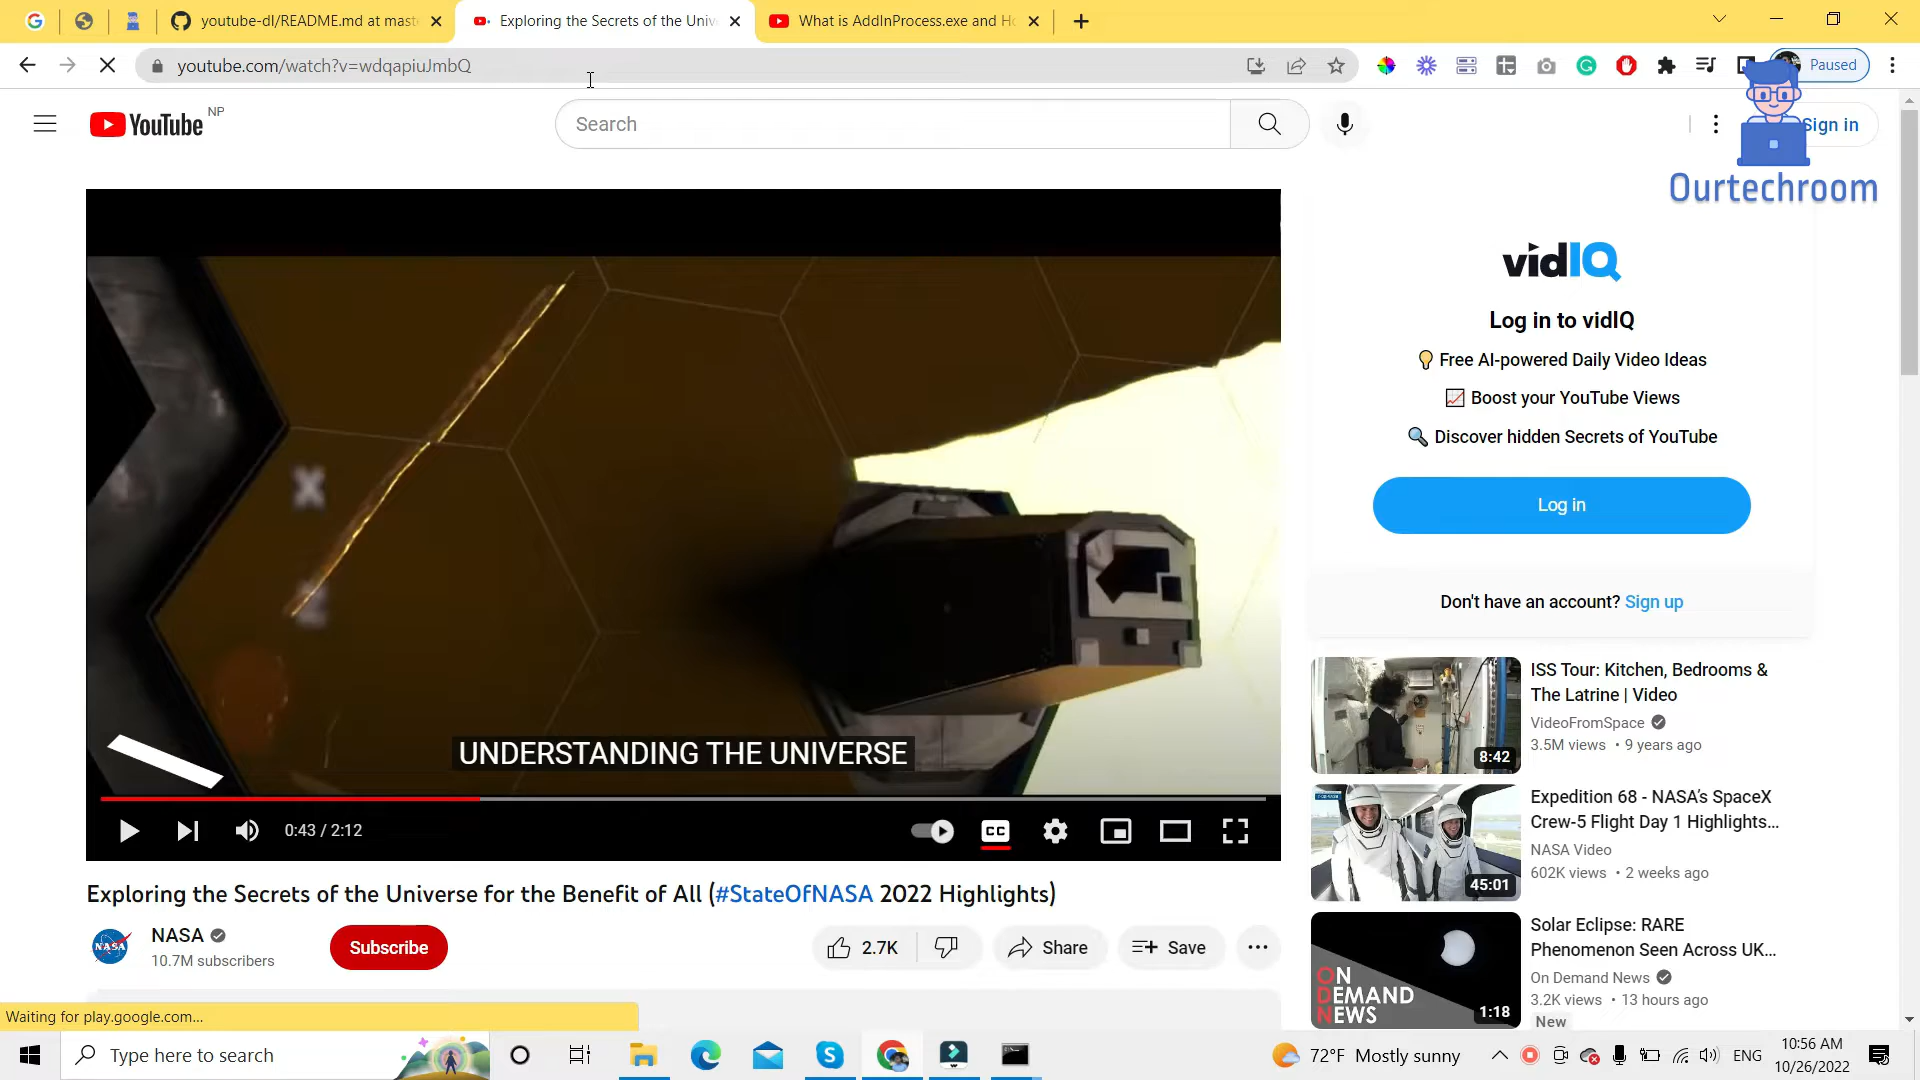 youtube-dl/README.md at mast
Exploring the Secrets of the Univ
What is AddInProcess.exe and Ho
youtube.com/watch?v=wdqapiuJmbQ
Paused
YouTube NP
Search
Sign in
Ourtechroom
vidIQ
Log in to vidIQ
💡 Free AI-powered Daily Video Ideas
📈 Boost your YouTube Views
🔍 Discover hidden Secrets of YouTube
Log in
Don't have an account? Sign up
UNDERSTANDING THE UNIVERSE
0:43 / 2:12
CC
Exploring the Secrets of the Universe for the Benefit of All (#StateOfNASA 2022 Highlights)
NASA
NASA
10.7M subscribers
Subscribe
2.7K
Share
Save
ISS Tour: Kitchen, Bedrooms &
The Latrine | Video
VideoFromSpace
3.5M views • 9 years ago
8:42
Expedition 68 - NASA's SpaceX
Crew-5 Flight Day 1 Highlights...
NASA Video
602K views • 2 weeks ago
45:01
Solar Eclipse: RARE
Phenomenon Seen Across UK...
On Demand News
3.2K views • 13 hours ago
New
ON
DEMAND
NEWS
1:18
Waiting for play.google.com...
Type here to search
72°F Mostly sunny
ENG
10:56 AM
10/26/2022